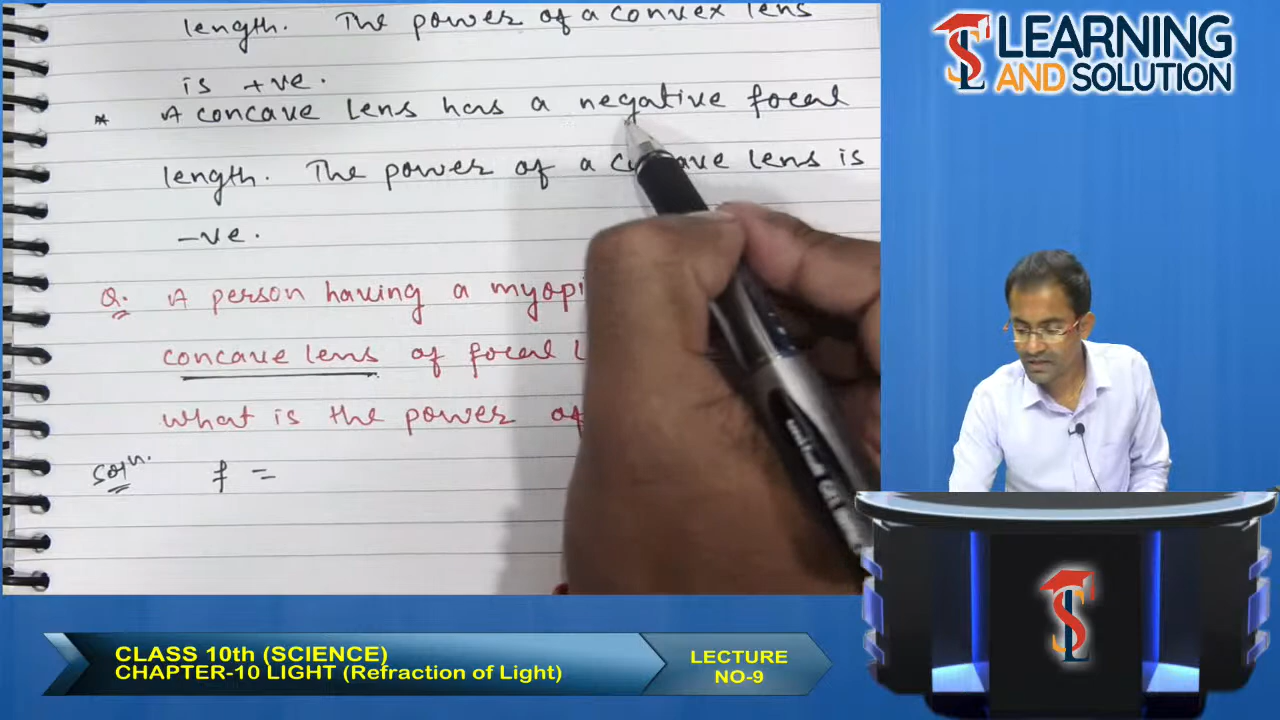 length. The power of a convex lens
is +ve.
* A concave lens has a negative focal
length. The power of a concave lens is
-ve.
Q. A person having a
concave lens of focal
what is the power of
Soln. f =
LEARNING
AND SOLUTION
CLASS 10th (SCIENCE)
CHAPTER-10 LIGHT (Refraction of Light)
LECTURE
NO-9